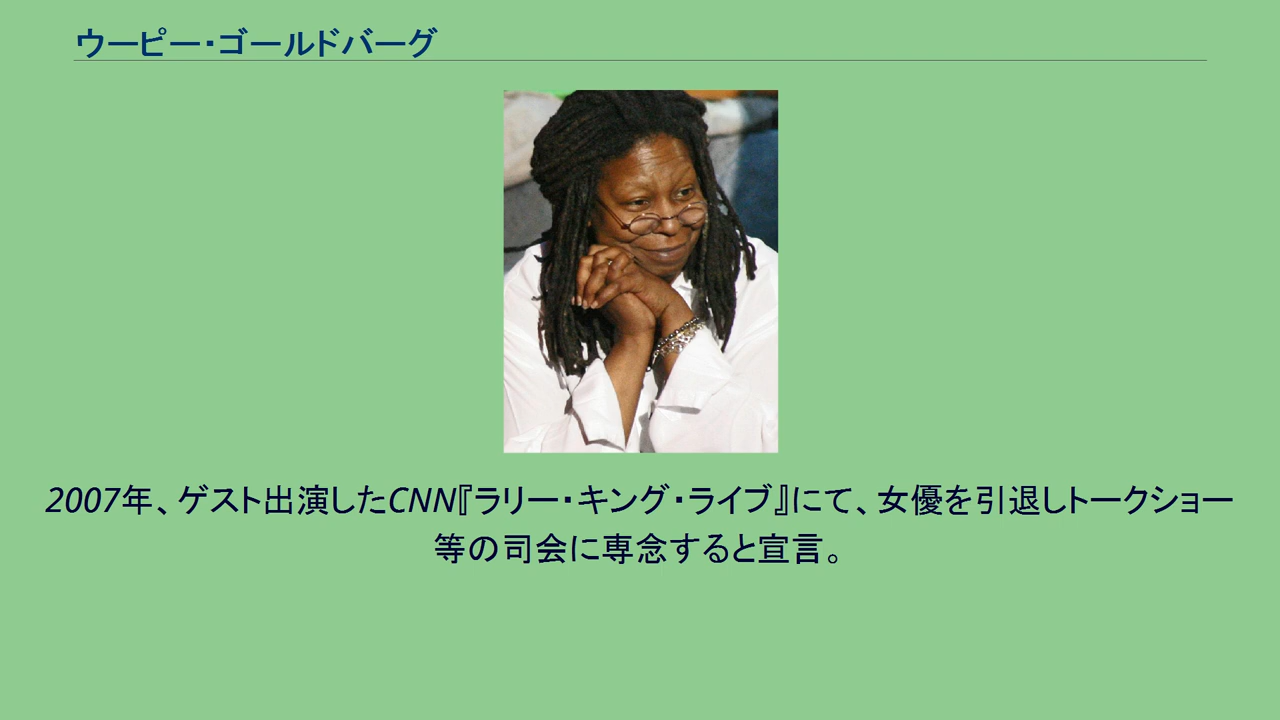 ウーピー・ゴールドバーグ
2007年、ゲスト出演したCNN『ラリー・キング・ライブ』にて、女優を引退しトークショー
等の司会に専念すると宣言。